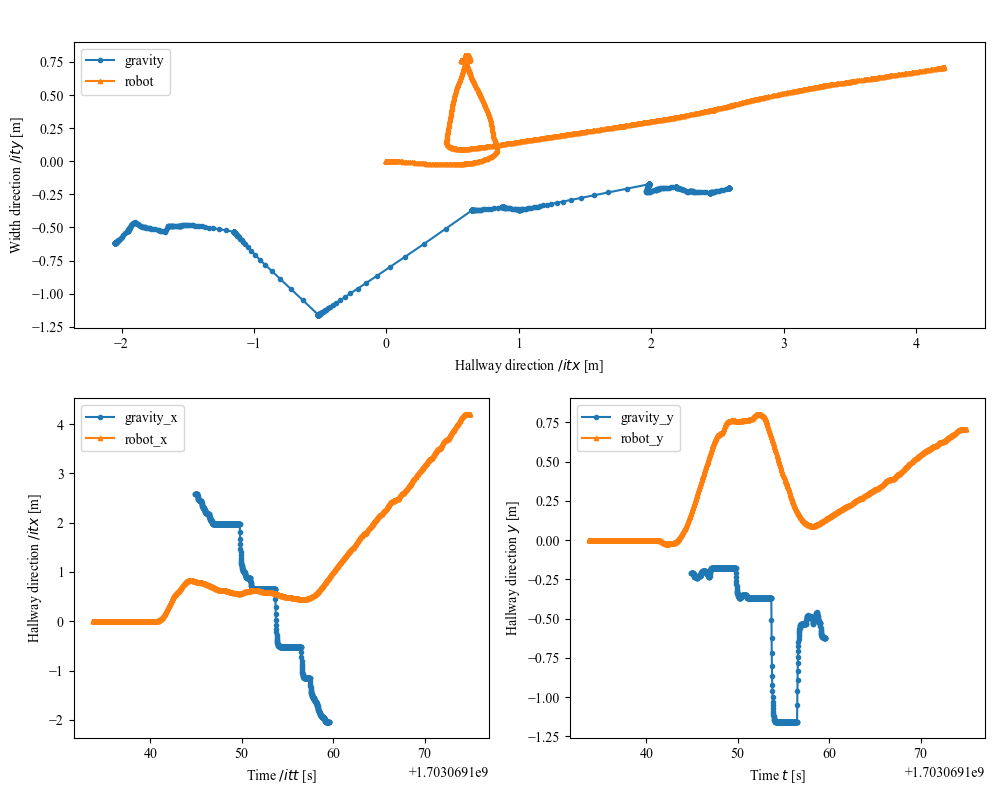 gravity
robot
0.75
0.50
0.25
0.00
−0.25
−0.50
−0.75
−1.00
−1.25
Width direction /ity [m]
−2 −1 0 1 2 3 4
Hallway direction /itx [m]
gravity_x
robot_x
4
3
2
1
0
−1
−2
Hallway direction /itx [m]
40 50 60 70
+1.7030691e9
Time /itt [s]
gravity_y
robot_y
0.75
0.50
0.25
0.00
−0.25
−0.50
−0.75
−1.00
−1.25
Hallway direction y [m]
40 50 60 70
+1.7030691e9
Time t [s]